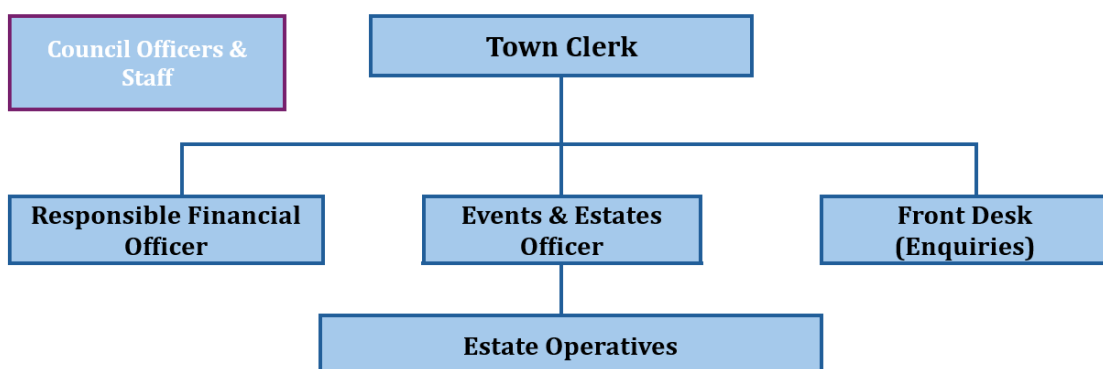 Council Officers &
Staff
Town Clerk
Responsible Financial
Officer
Events & Estates
Officer
Front Desk
(Enquiries)
Estate Operatives